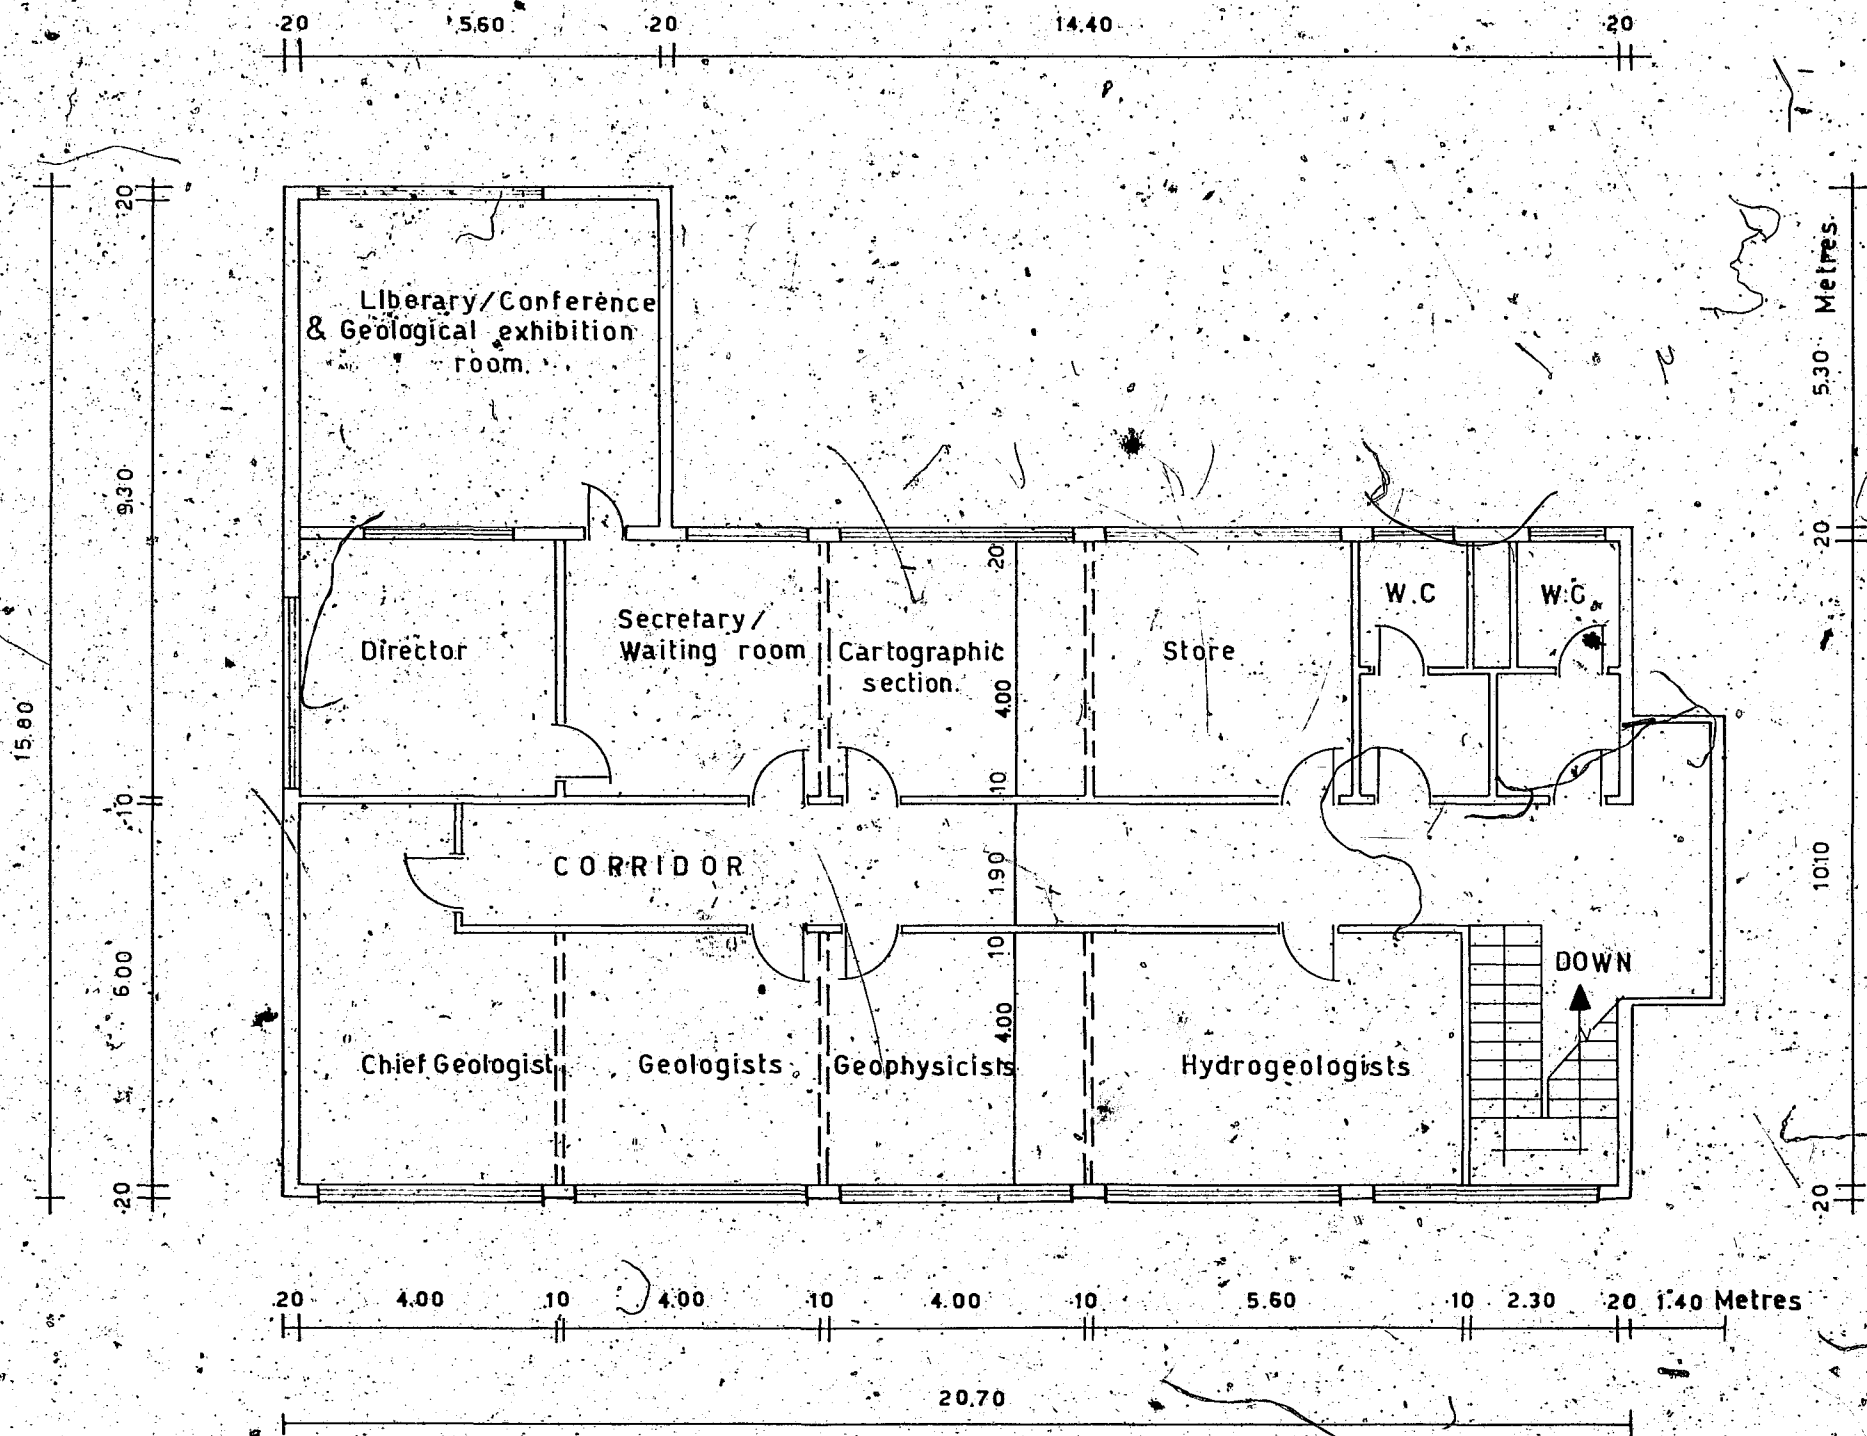 .20 5.60 .20 14.40 .20
.20
Liberary/Conference
& Geological exhibition
room.
5.30 Metres.
9.30
.20
.20
W.C
W.C.
Secretary/
Director
Waiting room
Cartographic
section.
Store
4.00
15.80
.10
.10
CORRIDOR
1.90
10.10
.10
DOWN
6.00
4.00
Chief Geologist
Geologists
Geophysicists
Hydrogeologists
.20
.20
.20 4.00 .10 4.00 .10 4.00 .10 5.60 .10 2.30 .20 1.40 Metres
20.70